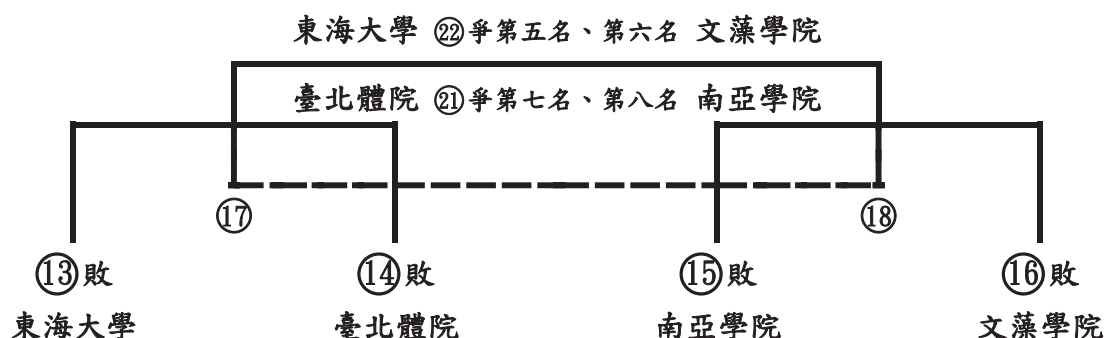 東海大學 ㉒爭第五名、第六名 文藻學院
臺北體院 ㉑爭第七名、第八名 南亞學院
⑰ ⑱
⑬敗 ⑭敗 ⑮敗 ⑯敗
東海大學 臺北體院 南亞學院 文藻學院